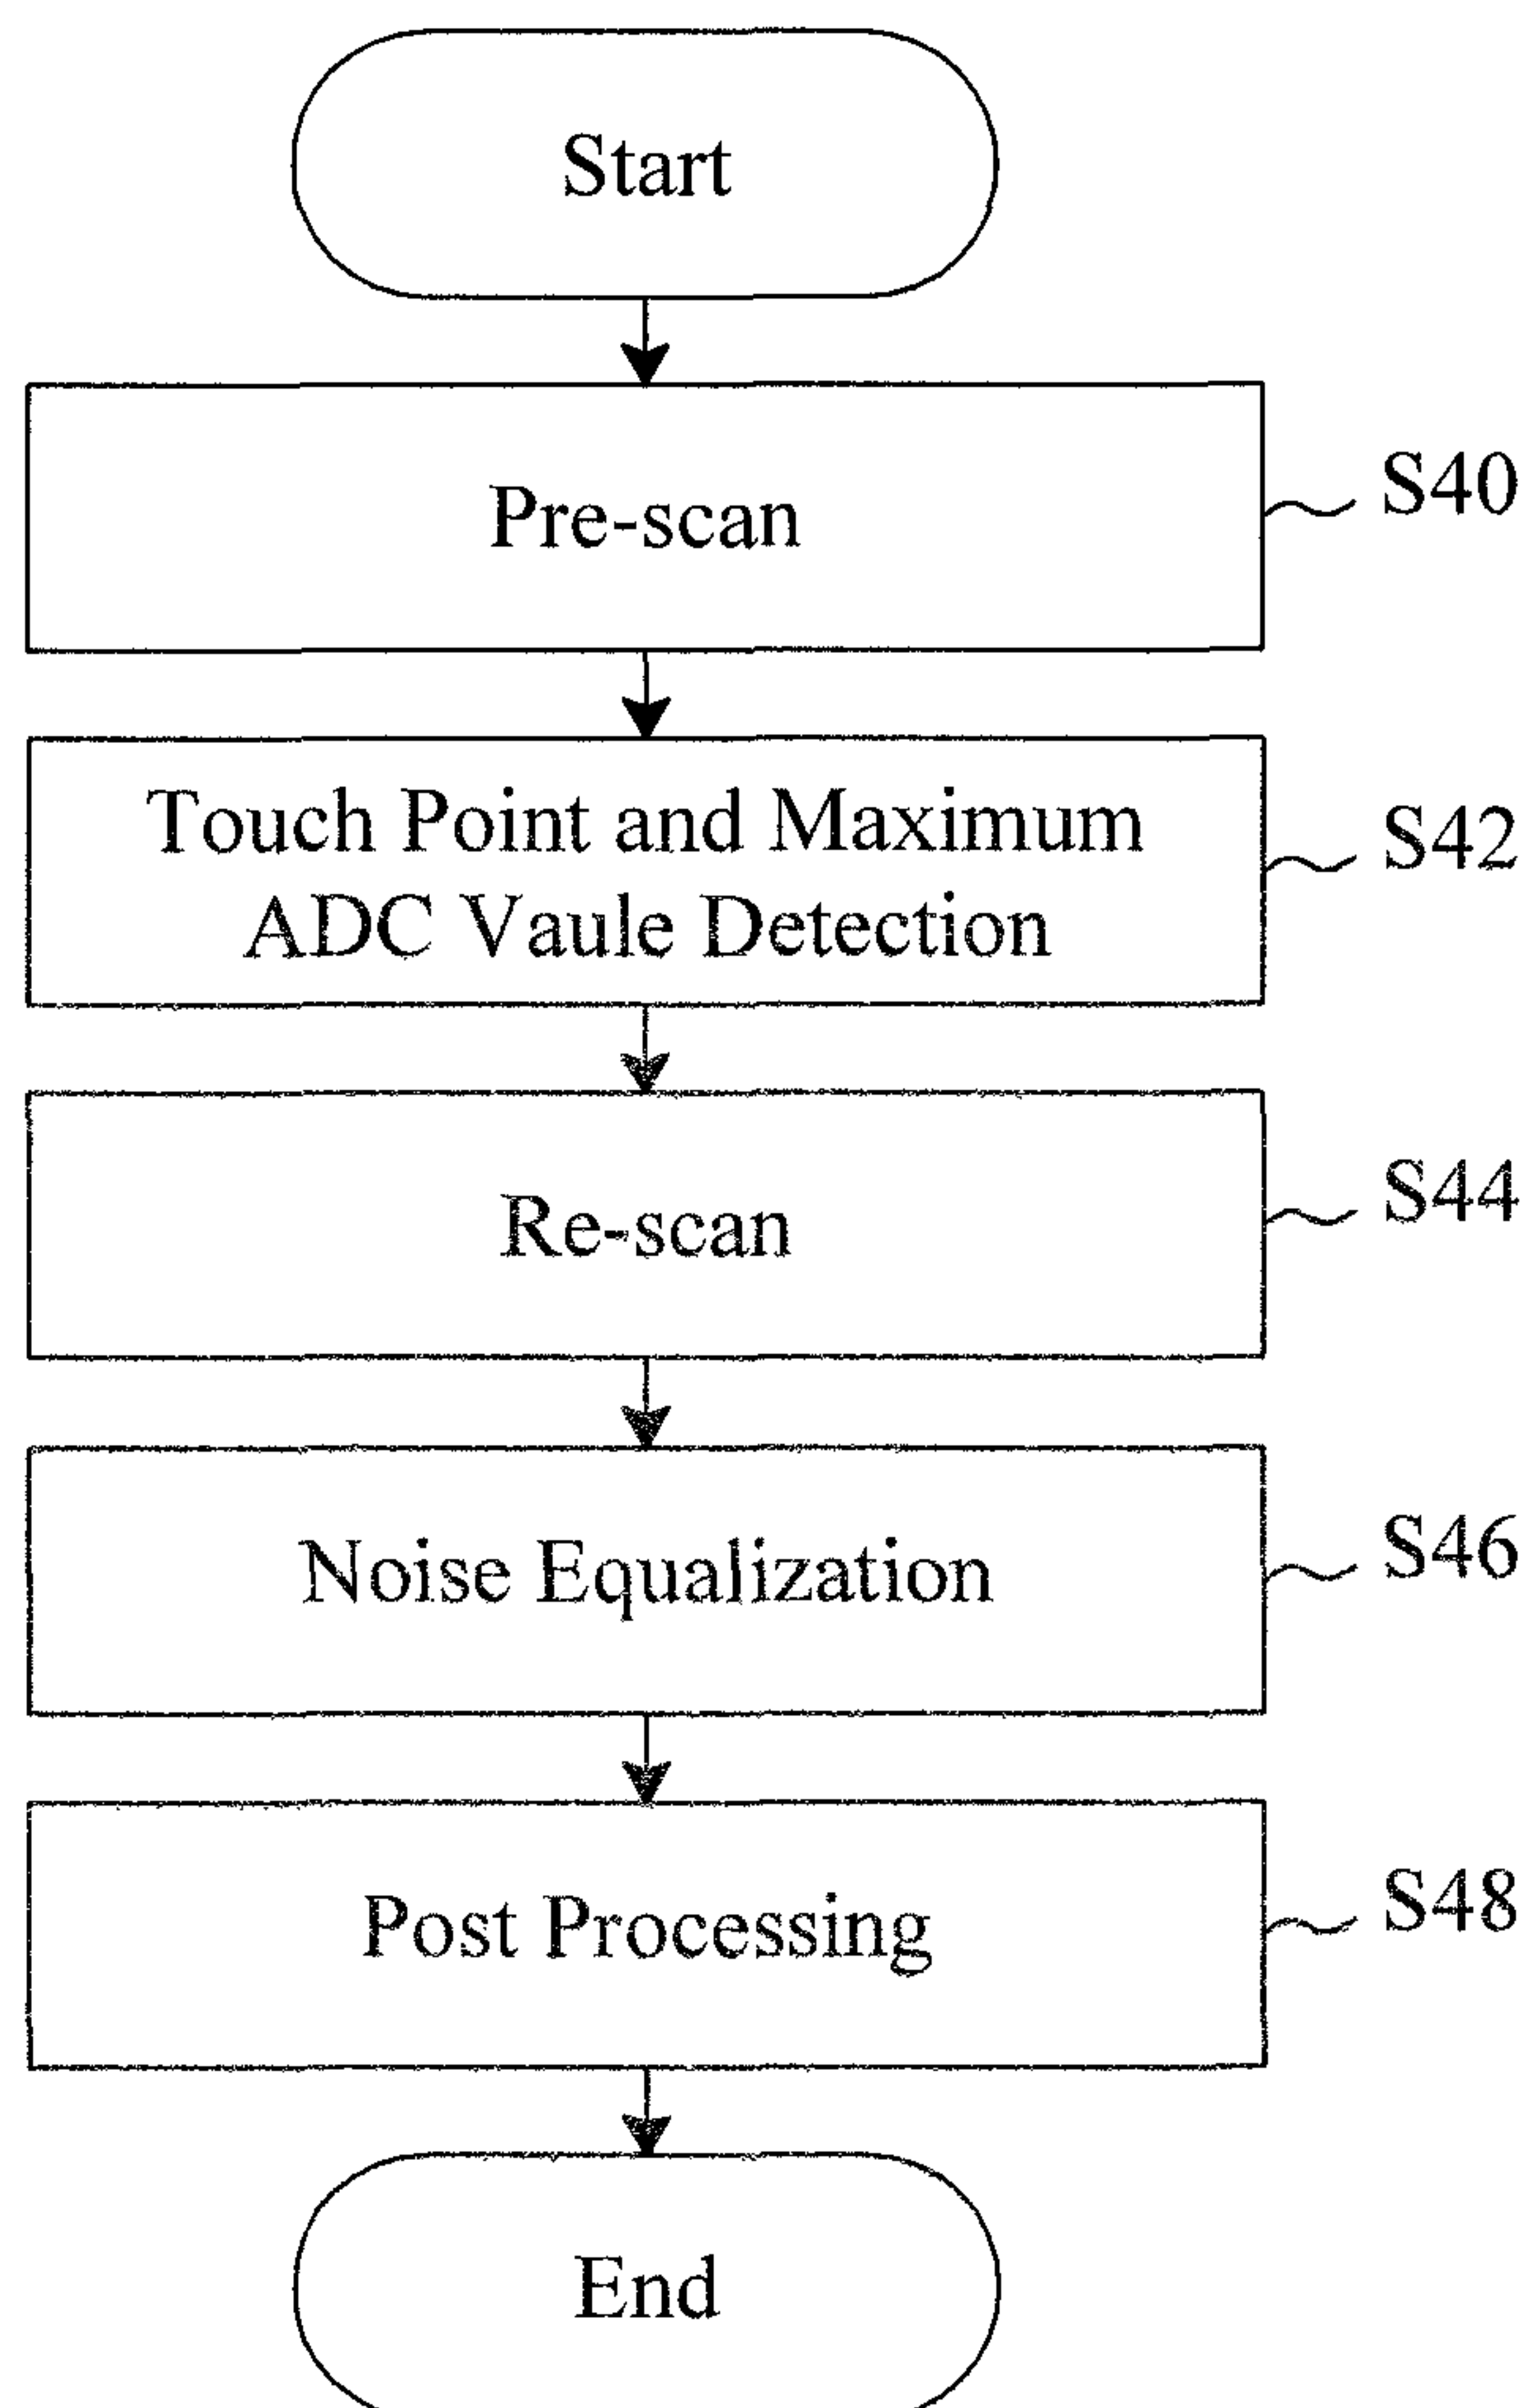 Start
Pre-scan
S40
Touch Point and Maximum
ADC Vaule Detection
S42
Re-scan
S44
Noise Equalization
S46
Post Processing
S48
End